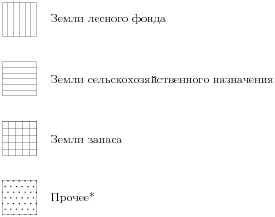 Земли лесного фонда
Земли сельскохозяйственного назначения
Земли запаса
Прочее*